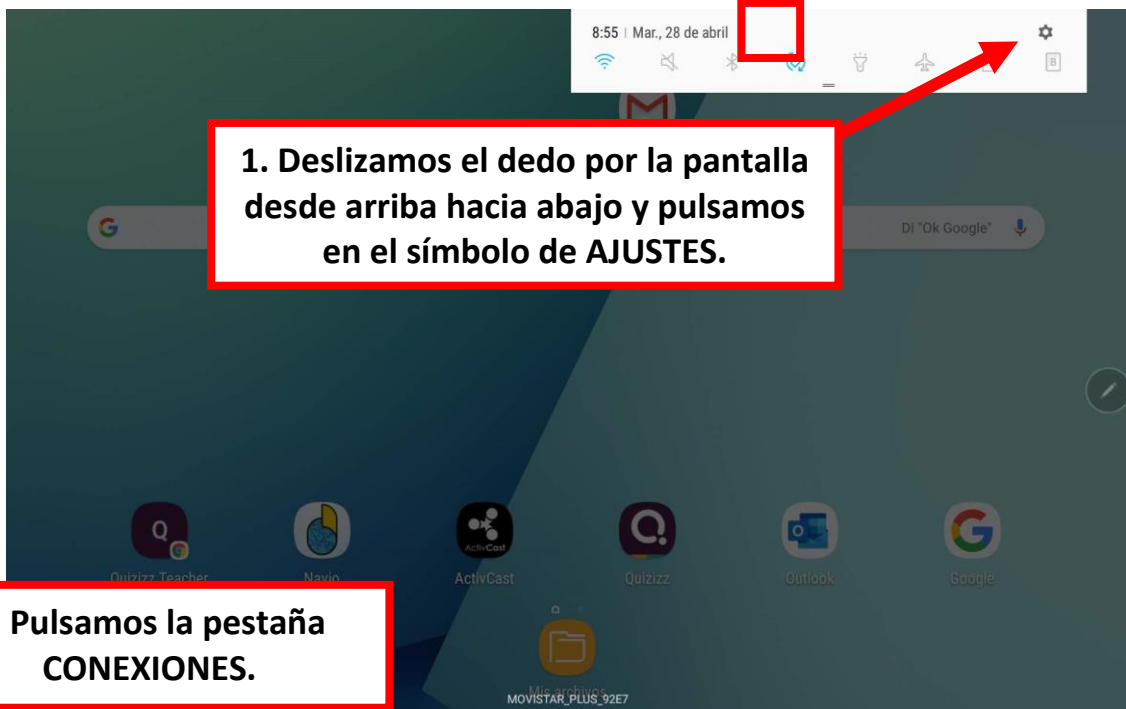 8:55 | Mar., 28 de abril
B
1. Deslizamos el dedo por la pantalla
desde arriba hacia abajo y pulsamos
en el símbolo de AJUSTES.
Di "Ok Google"
Quizizz Teacher
Navio
ActivCast
ActivCast
Quizizz
Outlook
Google
Pulsamos la pestaña
CONEXIONES.
Mis archivos
MOVISTAR_PLUS_92E7